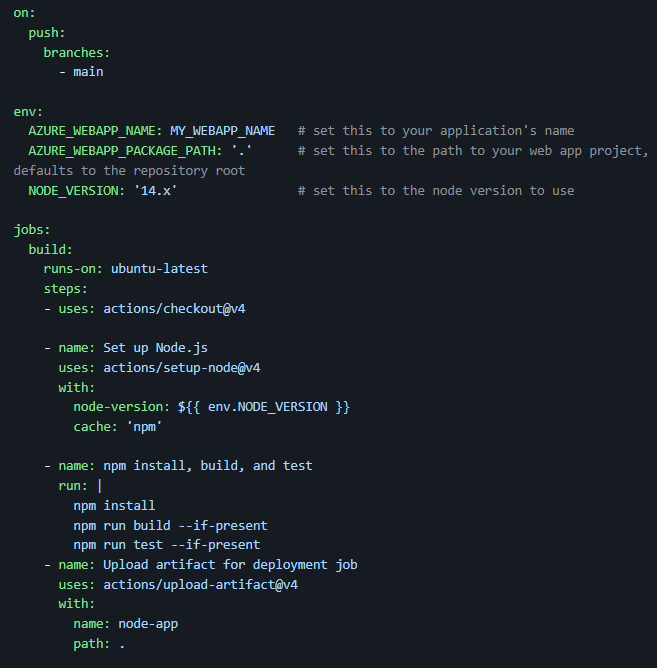 on:
  push:
    branches:
      - main

env:
  AZURE_WEBAPP_NAME: MY_WEBAPP_NAME   # set this to your application's name
  AZURE_WEBAPP_PACKAGE_PATH: '.'      # set this to the path to your web app project,
defaults to the repository root
  NODE_VERSION: '14.x'                # set this to the node version to use

jobs:
  build:
    runs-on: ubuntu-latest
    steps:
    - uses: actions/checkout@v4

    - name: Set up Node.js
      uses: actions/setup-node@v4
      with:
        node-version: ${{ env.NODE_VERSION }}
        cache: 'npm'

    - name: npm install, build, and test
      run: |
        npm install
        npm run build --if-present
        npm run test --if-present
    - name: Upload artifact for deployment job
      uses: actions/upload-artifact@v4
      with:
        name: node-app
        path: .